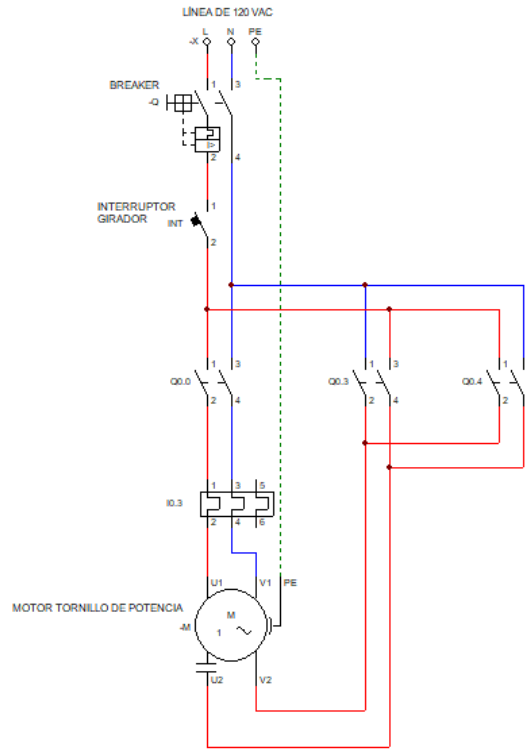 LÍNEA DE 120 VAC
L N PE
-X
BREAKER
-Q
1 3
I>
2 4
INTERRUPTOR
GIRADOR
INT
1
2
Q0.0
1 3
2 4
Q0.3
1 3
2 4
Q0.4
1
2
I0.3
1 3 5
2 4 6
U1 V1 PE
MOTOR TORNILLO DE POTENCIA
-M
M
1
U2 V2